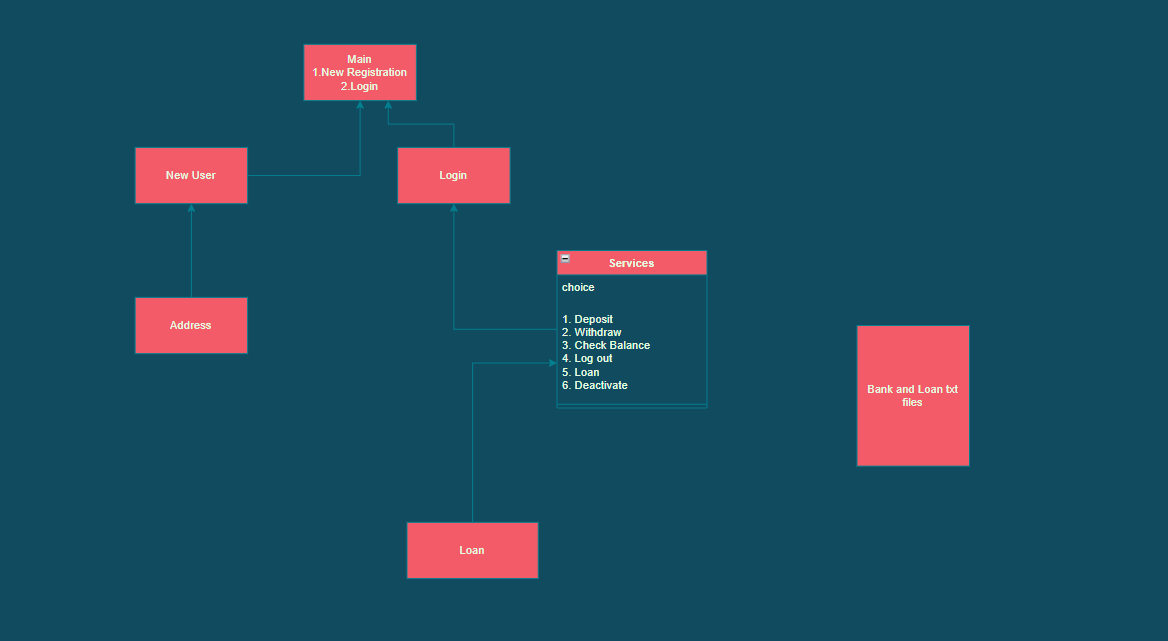 Main
1.New Registration
2.Login
New User
Login
Services
choice
1. Deposit
2. Withdraw
3. Check Balance
4. Log out
5. Loan
6. Deactivate
Address
Bank and Loan txt
files
Loan